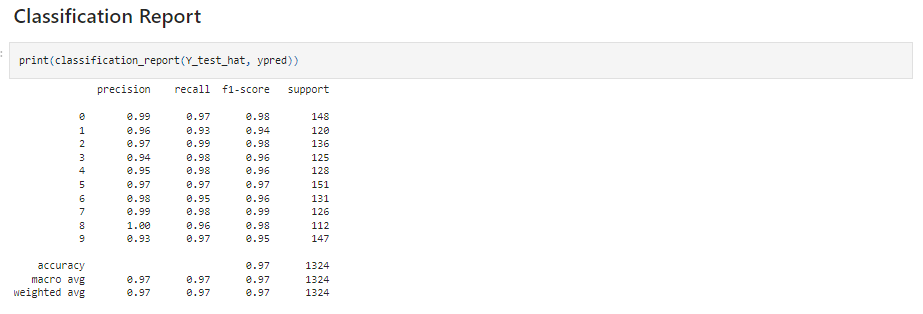 Classification Report
:
print(classification_report(Y_test_hat, ypred))
precision recall f1-score support
0 0.99 0.97 0.98 148
1 0.96 0.93 0.94 120
2 0.97 0.99 0.98 136
3 0.94 0.98 0.96 125
4 0.95 0.98 0.96 128
5 0.97 0.97 0.97 151
6 0.98 0.95 0.96 131
7 0.99 0.98 0.99 126
8 1.00 0.96 0.98 112
9 0.93 0.97 0.95 147
accuracy 0.97 1324
macro avg 0.97 0.97 0.97 1324
weighted avg 0.97 0.97 0.97 1324